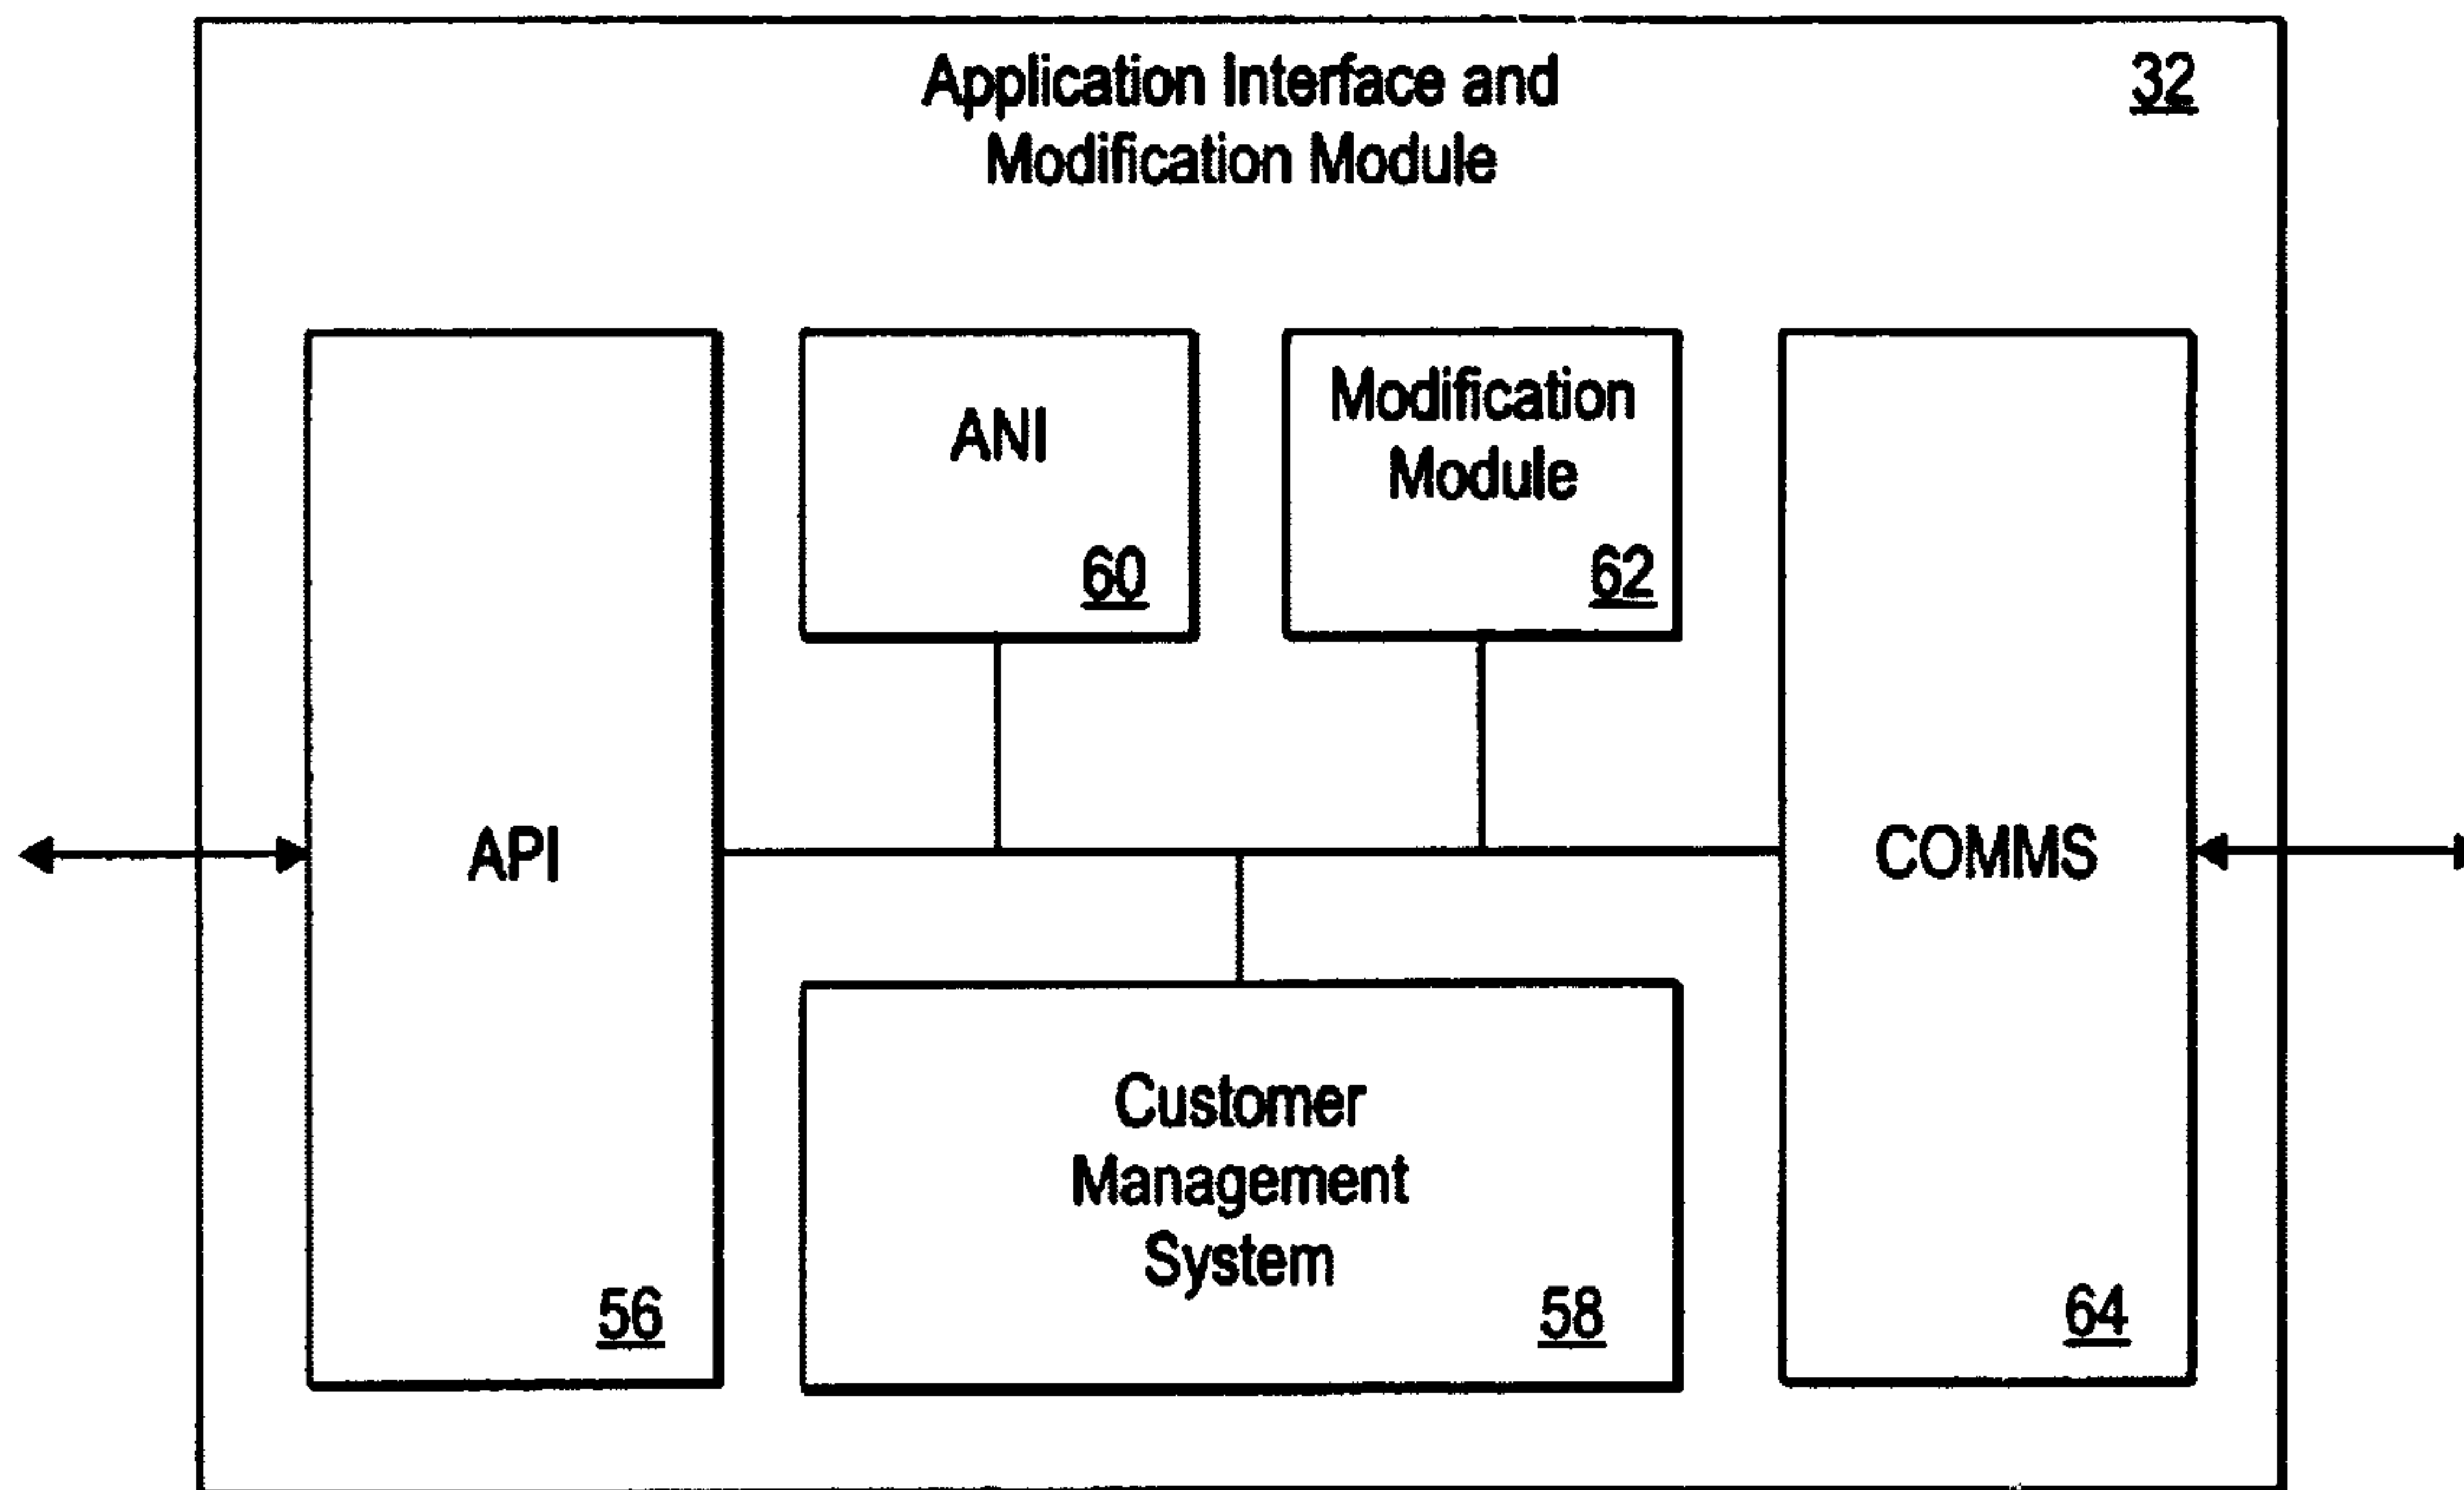 Application Interface and
Modification Module
32
ANI
60
Modification
Module
62
API
56
COMMS
64
Customer
Management
System
58